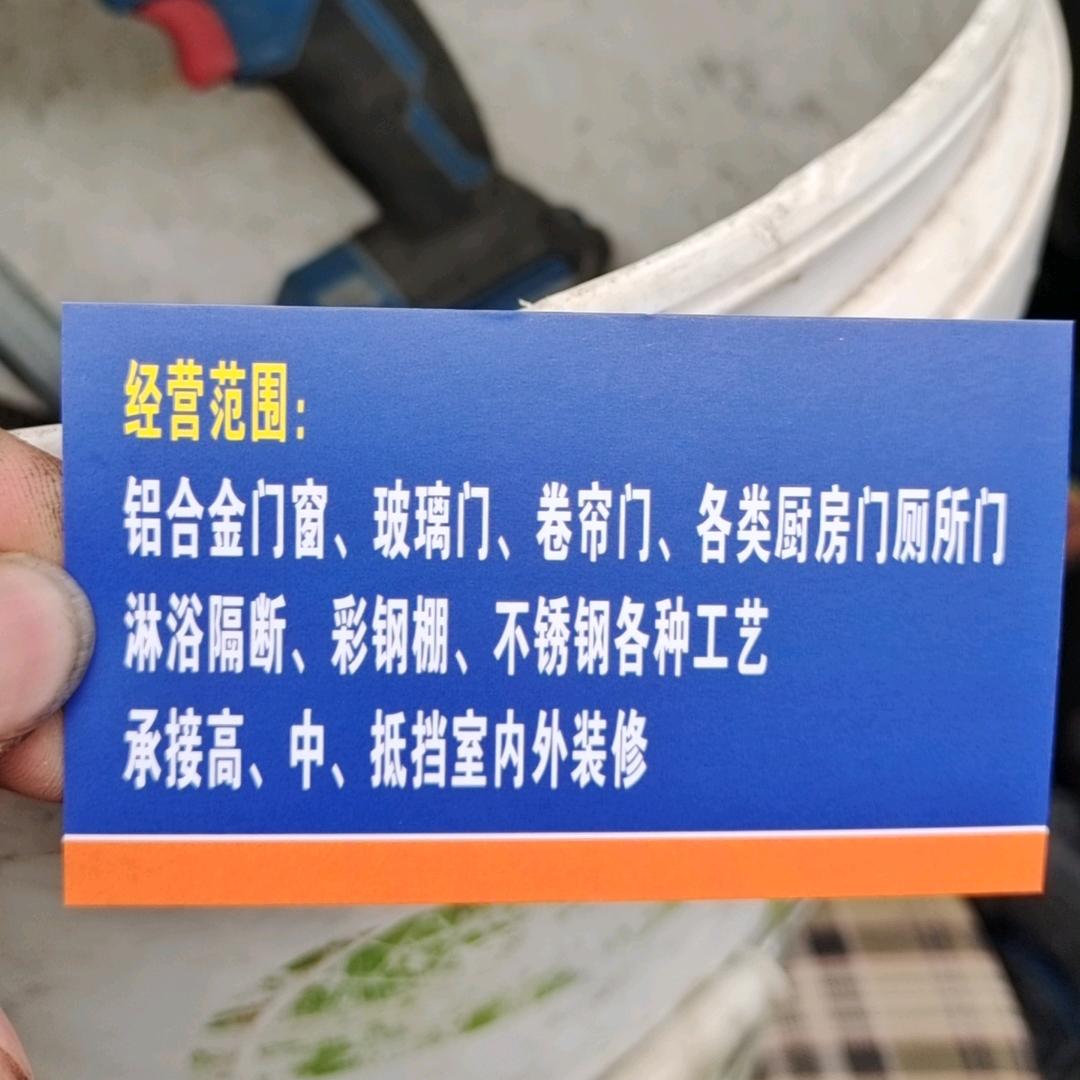 经营范围：
铝合金门窗、玻璃门、卷帘门、各类厨房门厕所门
淋浴隔断、彩钢棚、不锈钢各种工艺
承接高、中、抵挡室内外装修